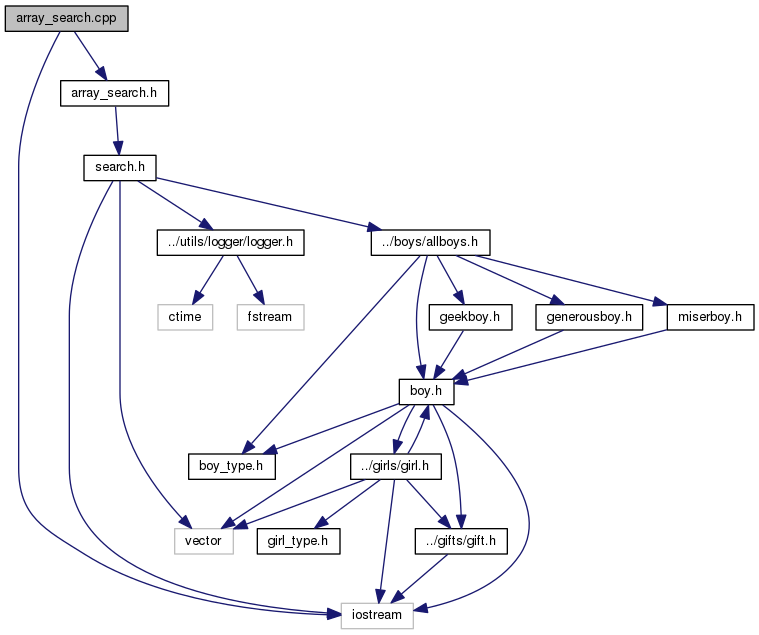 array_search.cpp
array_search.h
search.h
../utils/logger/logger.h
../boys/allboys.h
ctime
fstream
geekboy.h
generousboy.h
miserboy.h
boy.h
boy_type.h
../girls/girl.h
vector
girl_type.h
../gifts/gift.h
iostream